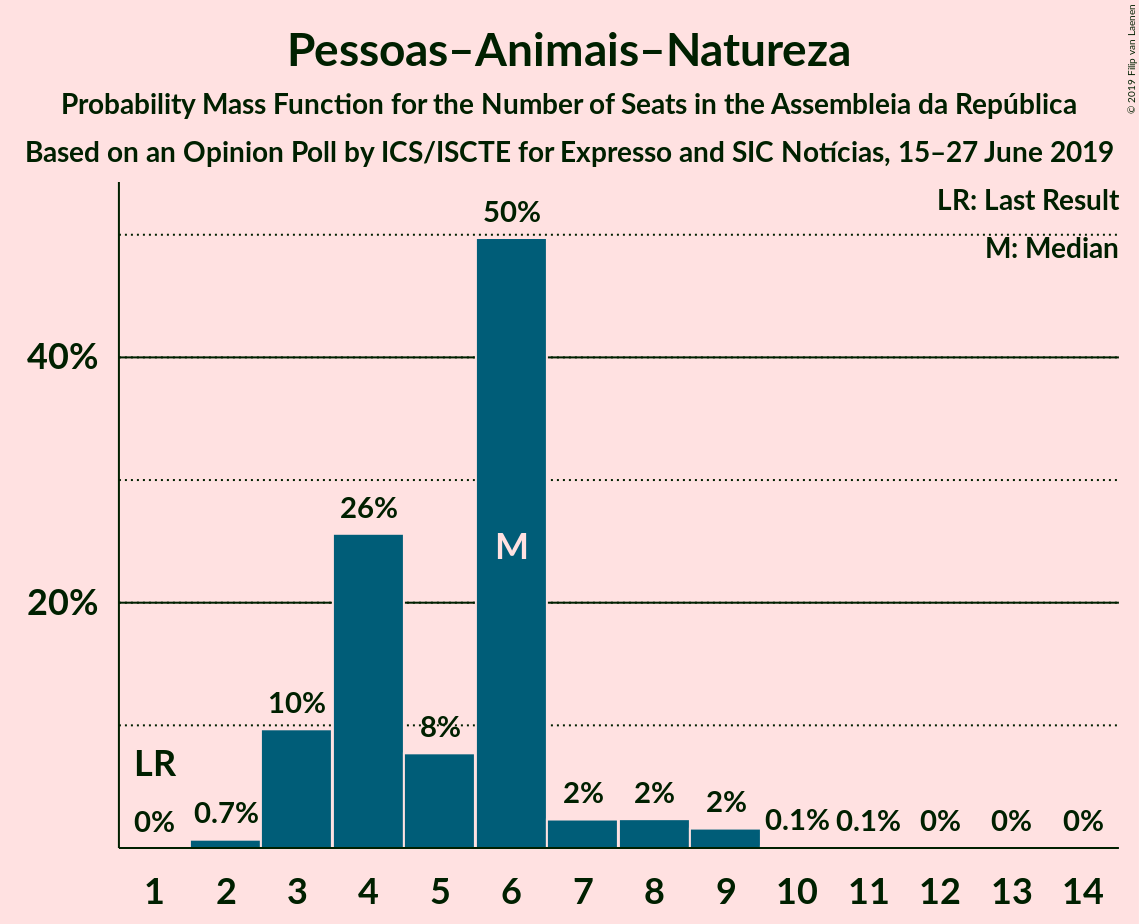 Pessoas–Animais–Natureza
Probability Mass Function for the Number of Seats in the Assembleia da República
Based on an Opinion Poll by ICS/ISCTE for Expresso and SIC Notícias, 15–27 June 2019
© 2019 Filip van Laenen
LR: Last Result
M: Median
50%
40%
26%
M
20%
10%
8%
LR
0%
0.7%
2%
2%
2%
0.1%
0.1%
0%
0%
0%
1 2 3 4 5 6 7 8 9 10 11 12 13 14